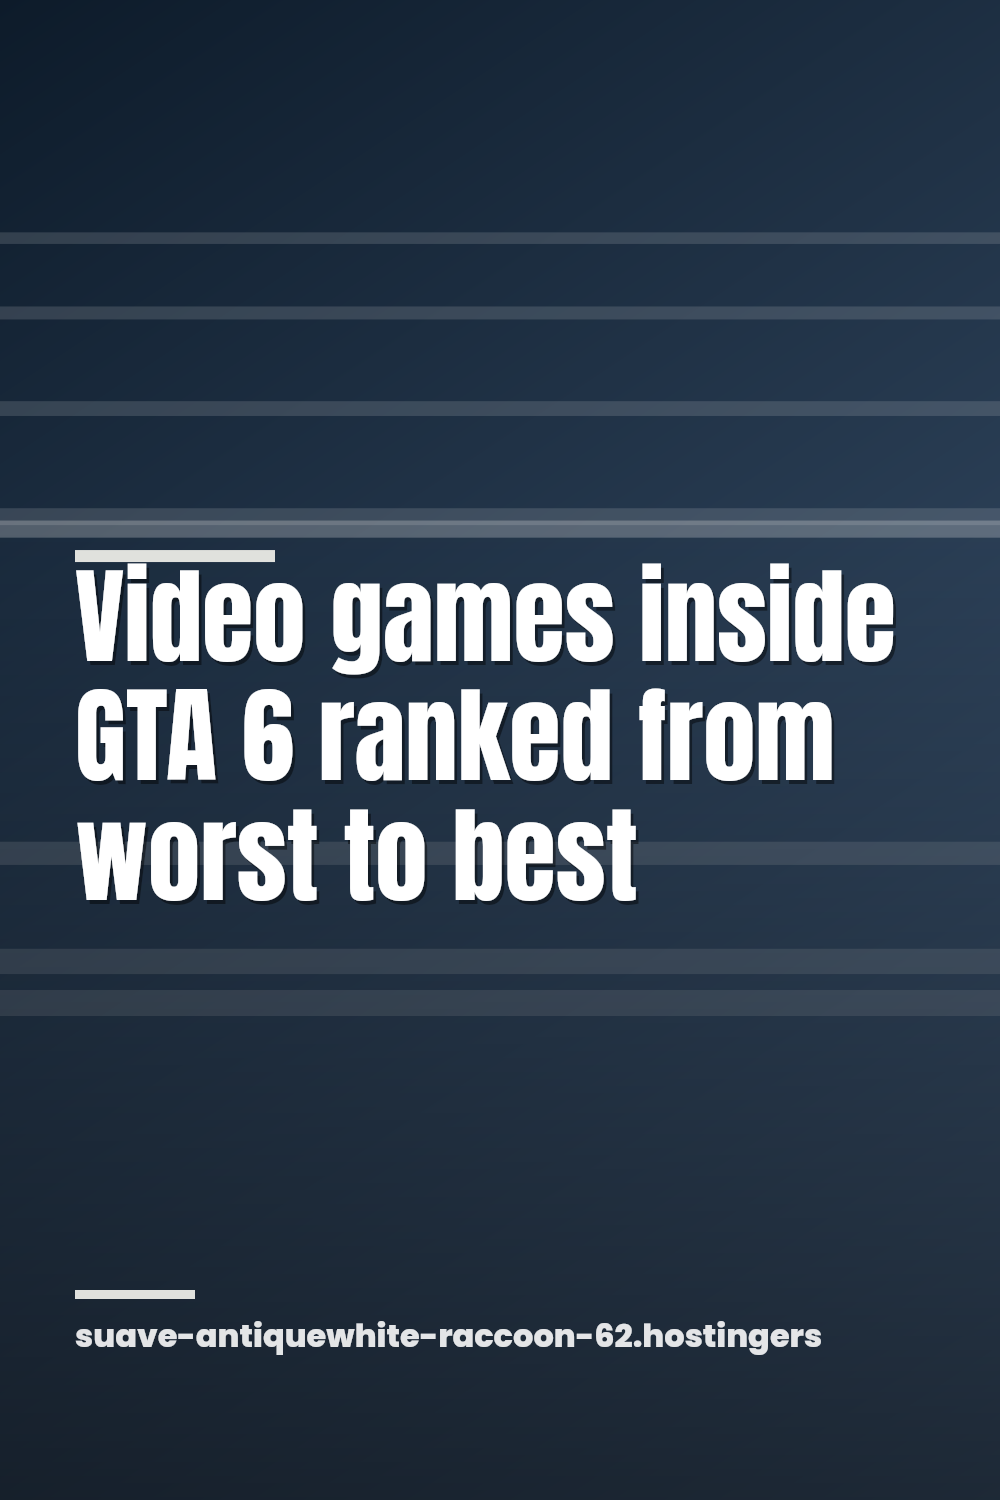 Video games inside
GTA 6 ranked from
worst to best
suave-antiquewhite-raccoon-62.hostingers